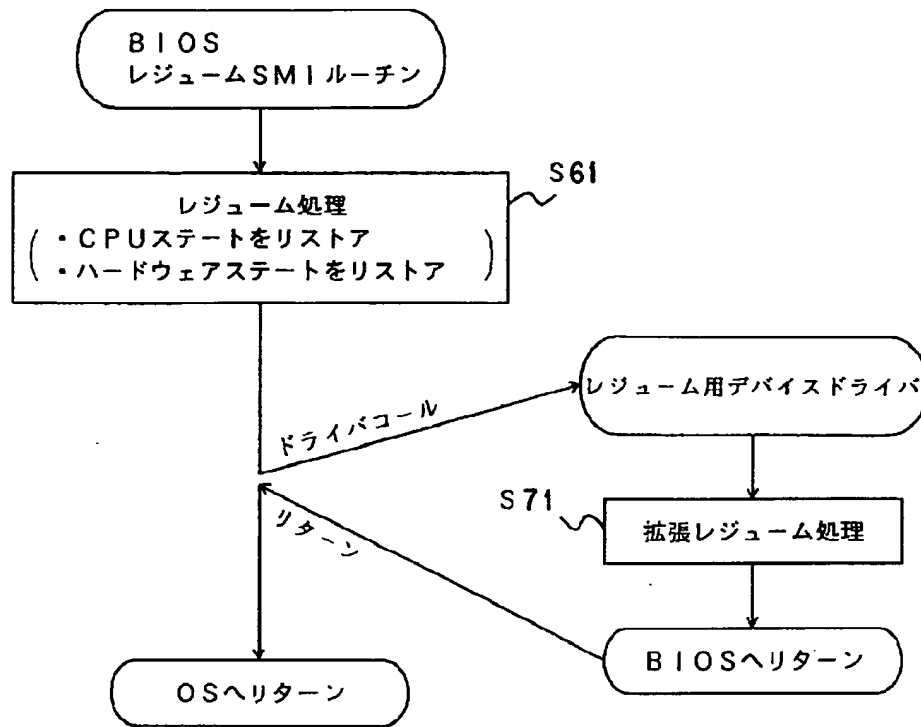 BIOS
レジュームSMIルーチン
S61
レジューム処理
・CPUステートをリストア
・ハードウェアステートをリストア
レジューム用デバイスドライバ
ドライバコール
S71
リターン
拡張レジューム処理
BIOSへリターン
OSへリターン